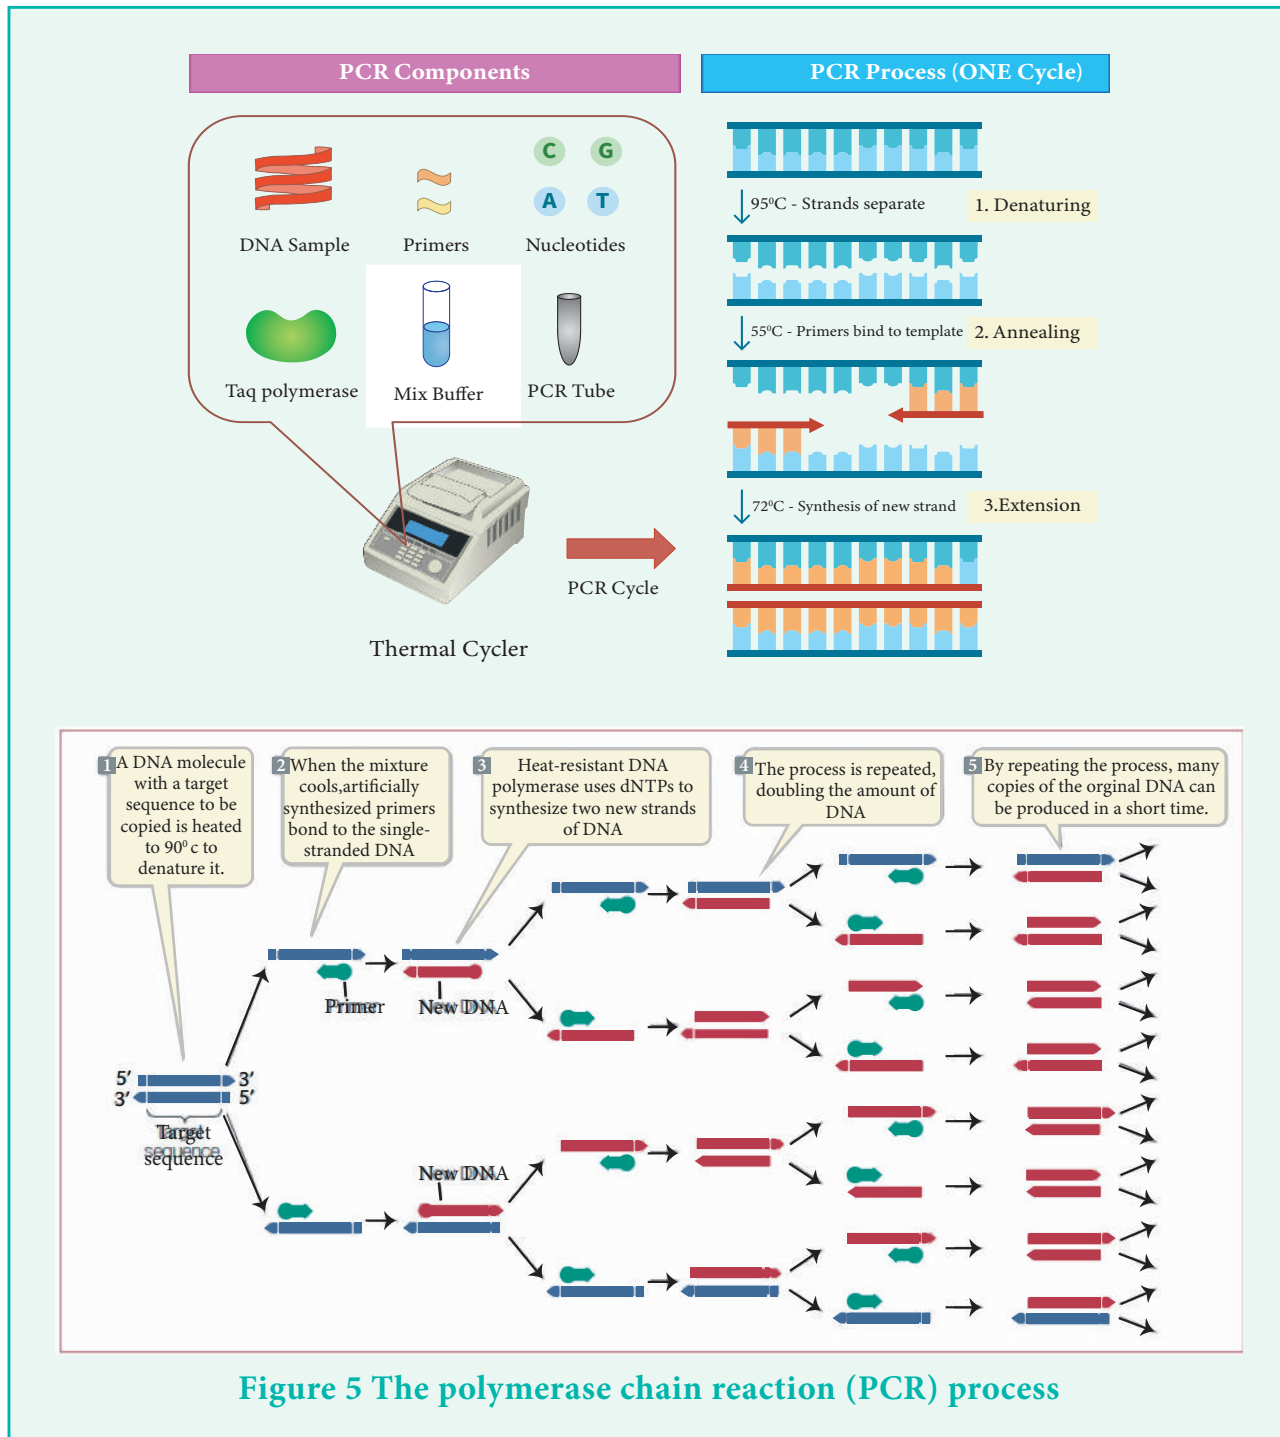 PCR Components
PCR Process (ONE Cycle)
C
G
A
T
DNA Sample
Primers
Nucleotides
Taq polymerase
Mix Buffer
PCR Tube
Thermal Cycler
PCR Cycle
95⁰C - Strands separate
1. Denaturing
55⁰C - Primers bind to template
2. Annealing
72⁰C - Synthesis of new strand
3.Extension
1
A DNA molecule
with a target
sequence to be
copied is heated
to 90⁰ c to
denature it.
2
When the mixture
cools,artificially
synthesized primers
bond to the single-
stranded DNA
3
Heat-resistant DNA
polymerase uses dNTPs to
synthesize two new strands
of DNA
4
The process is repeated,
doubling the amount of
DNA
5
By repeating the process, many
copies of the orginal DNA can
be produced in a short time.
Primer
New DNA
5′
3′
3′
5′
Target
sequence
New DNA
Figure 5 The polymerase chain reaction (PCR) process